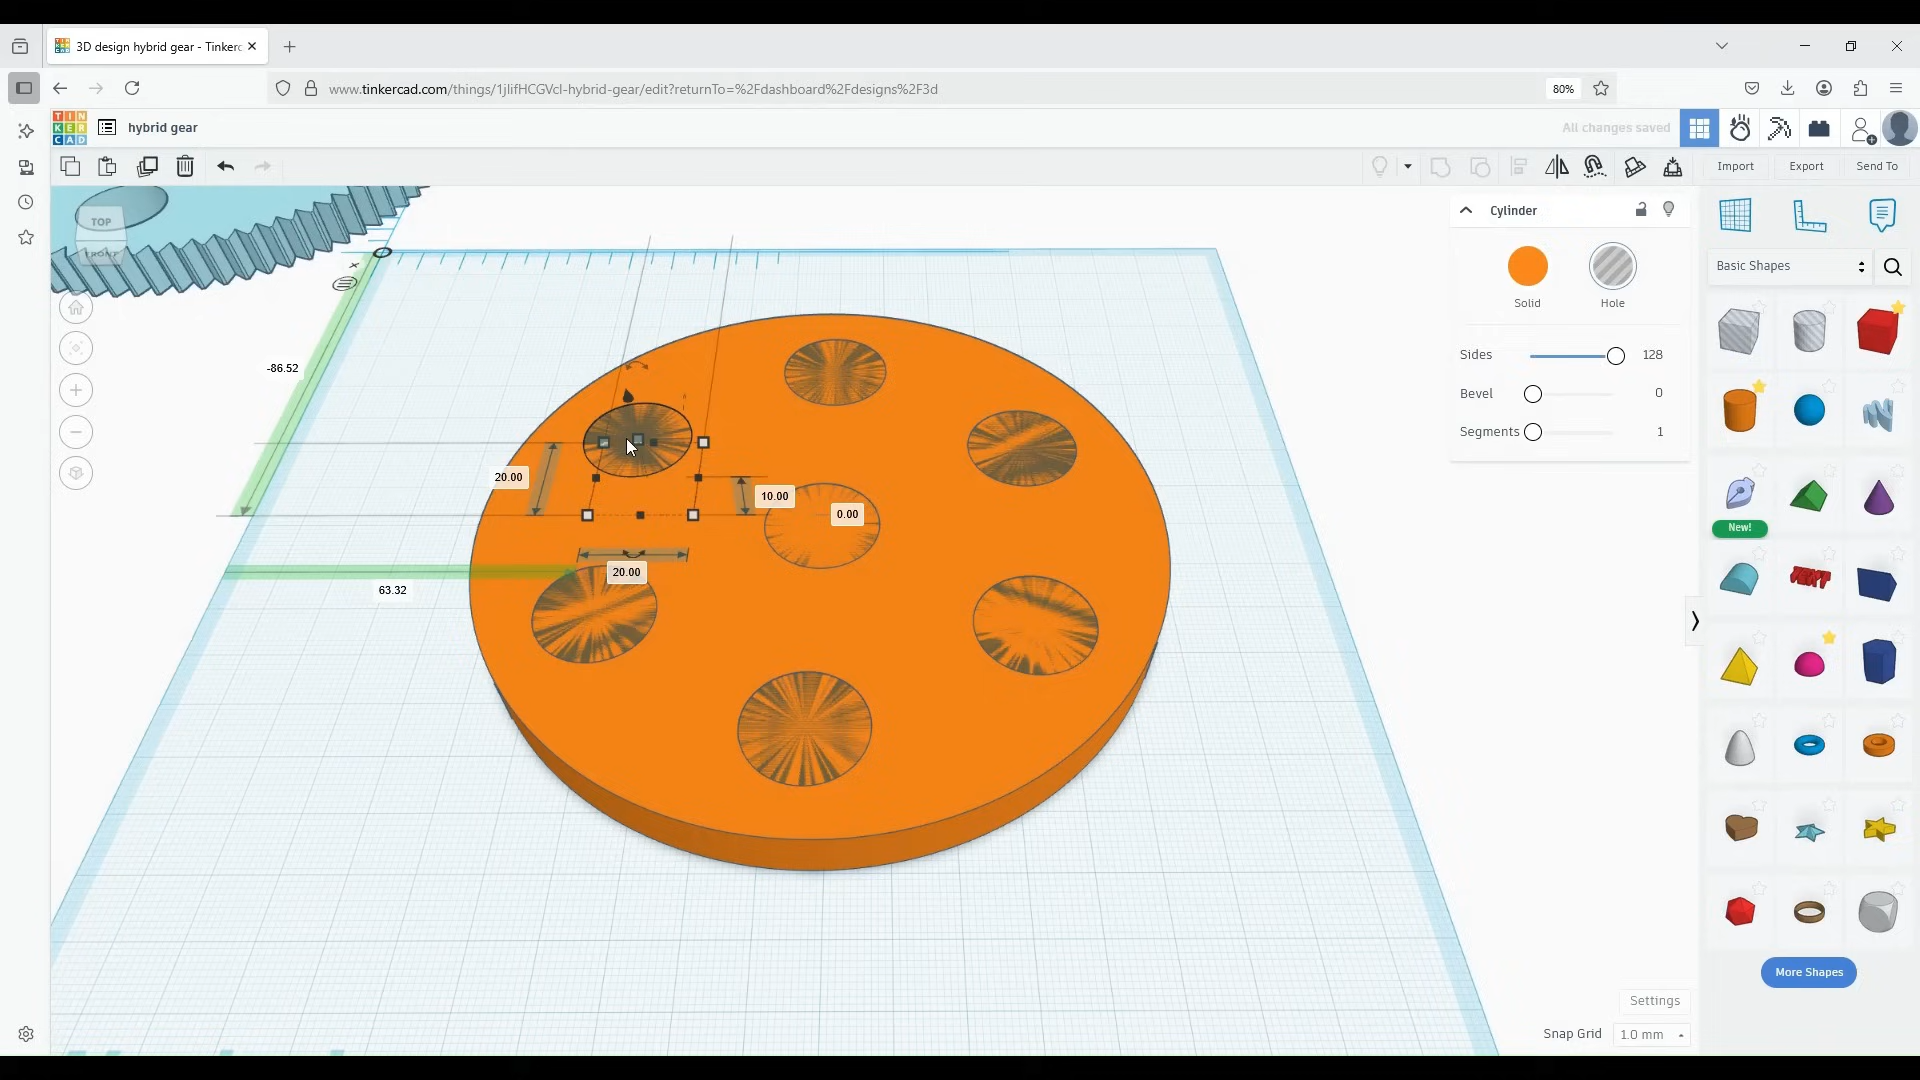 3D design hybrid gear - Tinkerc
www.tinkercad.com/things/1jlifHCGVcl-hybrid-gear/edit?returnTo=%2Fdashboard%2Fdesigns%2F3d
80%
TIN
KER
CAD
hybrid gear
All changes saved
Import
Export
Send To
TOP
FRONT
-86.52
20.00
10.00
0.00
20.00
63.32
Cylinder
Solid
Hole
Sides
128
Bevel
0
Segments
1
Basic Shapes
New!
TEXT
More Shapes
Settings
Snap Grid
1.0 mm